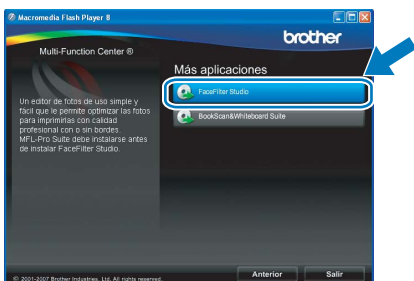 Macromedia Flash Player 8
brother
Multi-Function Center ®
Más aplicaciones
FaceFilter Studio
BookScan&Whiteboard Suite
Un editor de fotos de uso simple y
fácil que le permite optimizar las fotos
para imprimirlas con calidad
profesional con o sin bordes.
MFL-Pro Suite debe instalarse antes
de instalar FaceFilter Studio.
Anterior
Salir
© 2001-2007 Brother Industries, Ltd. All rights reserved.